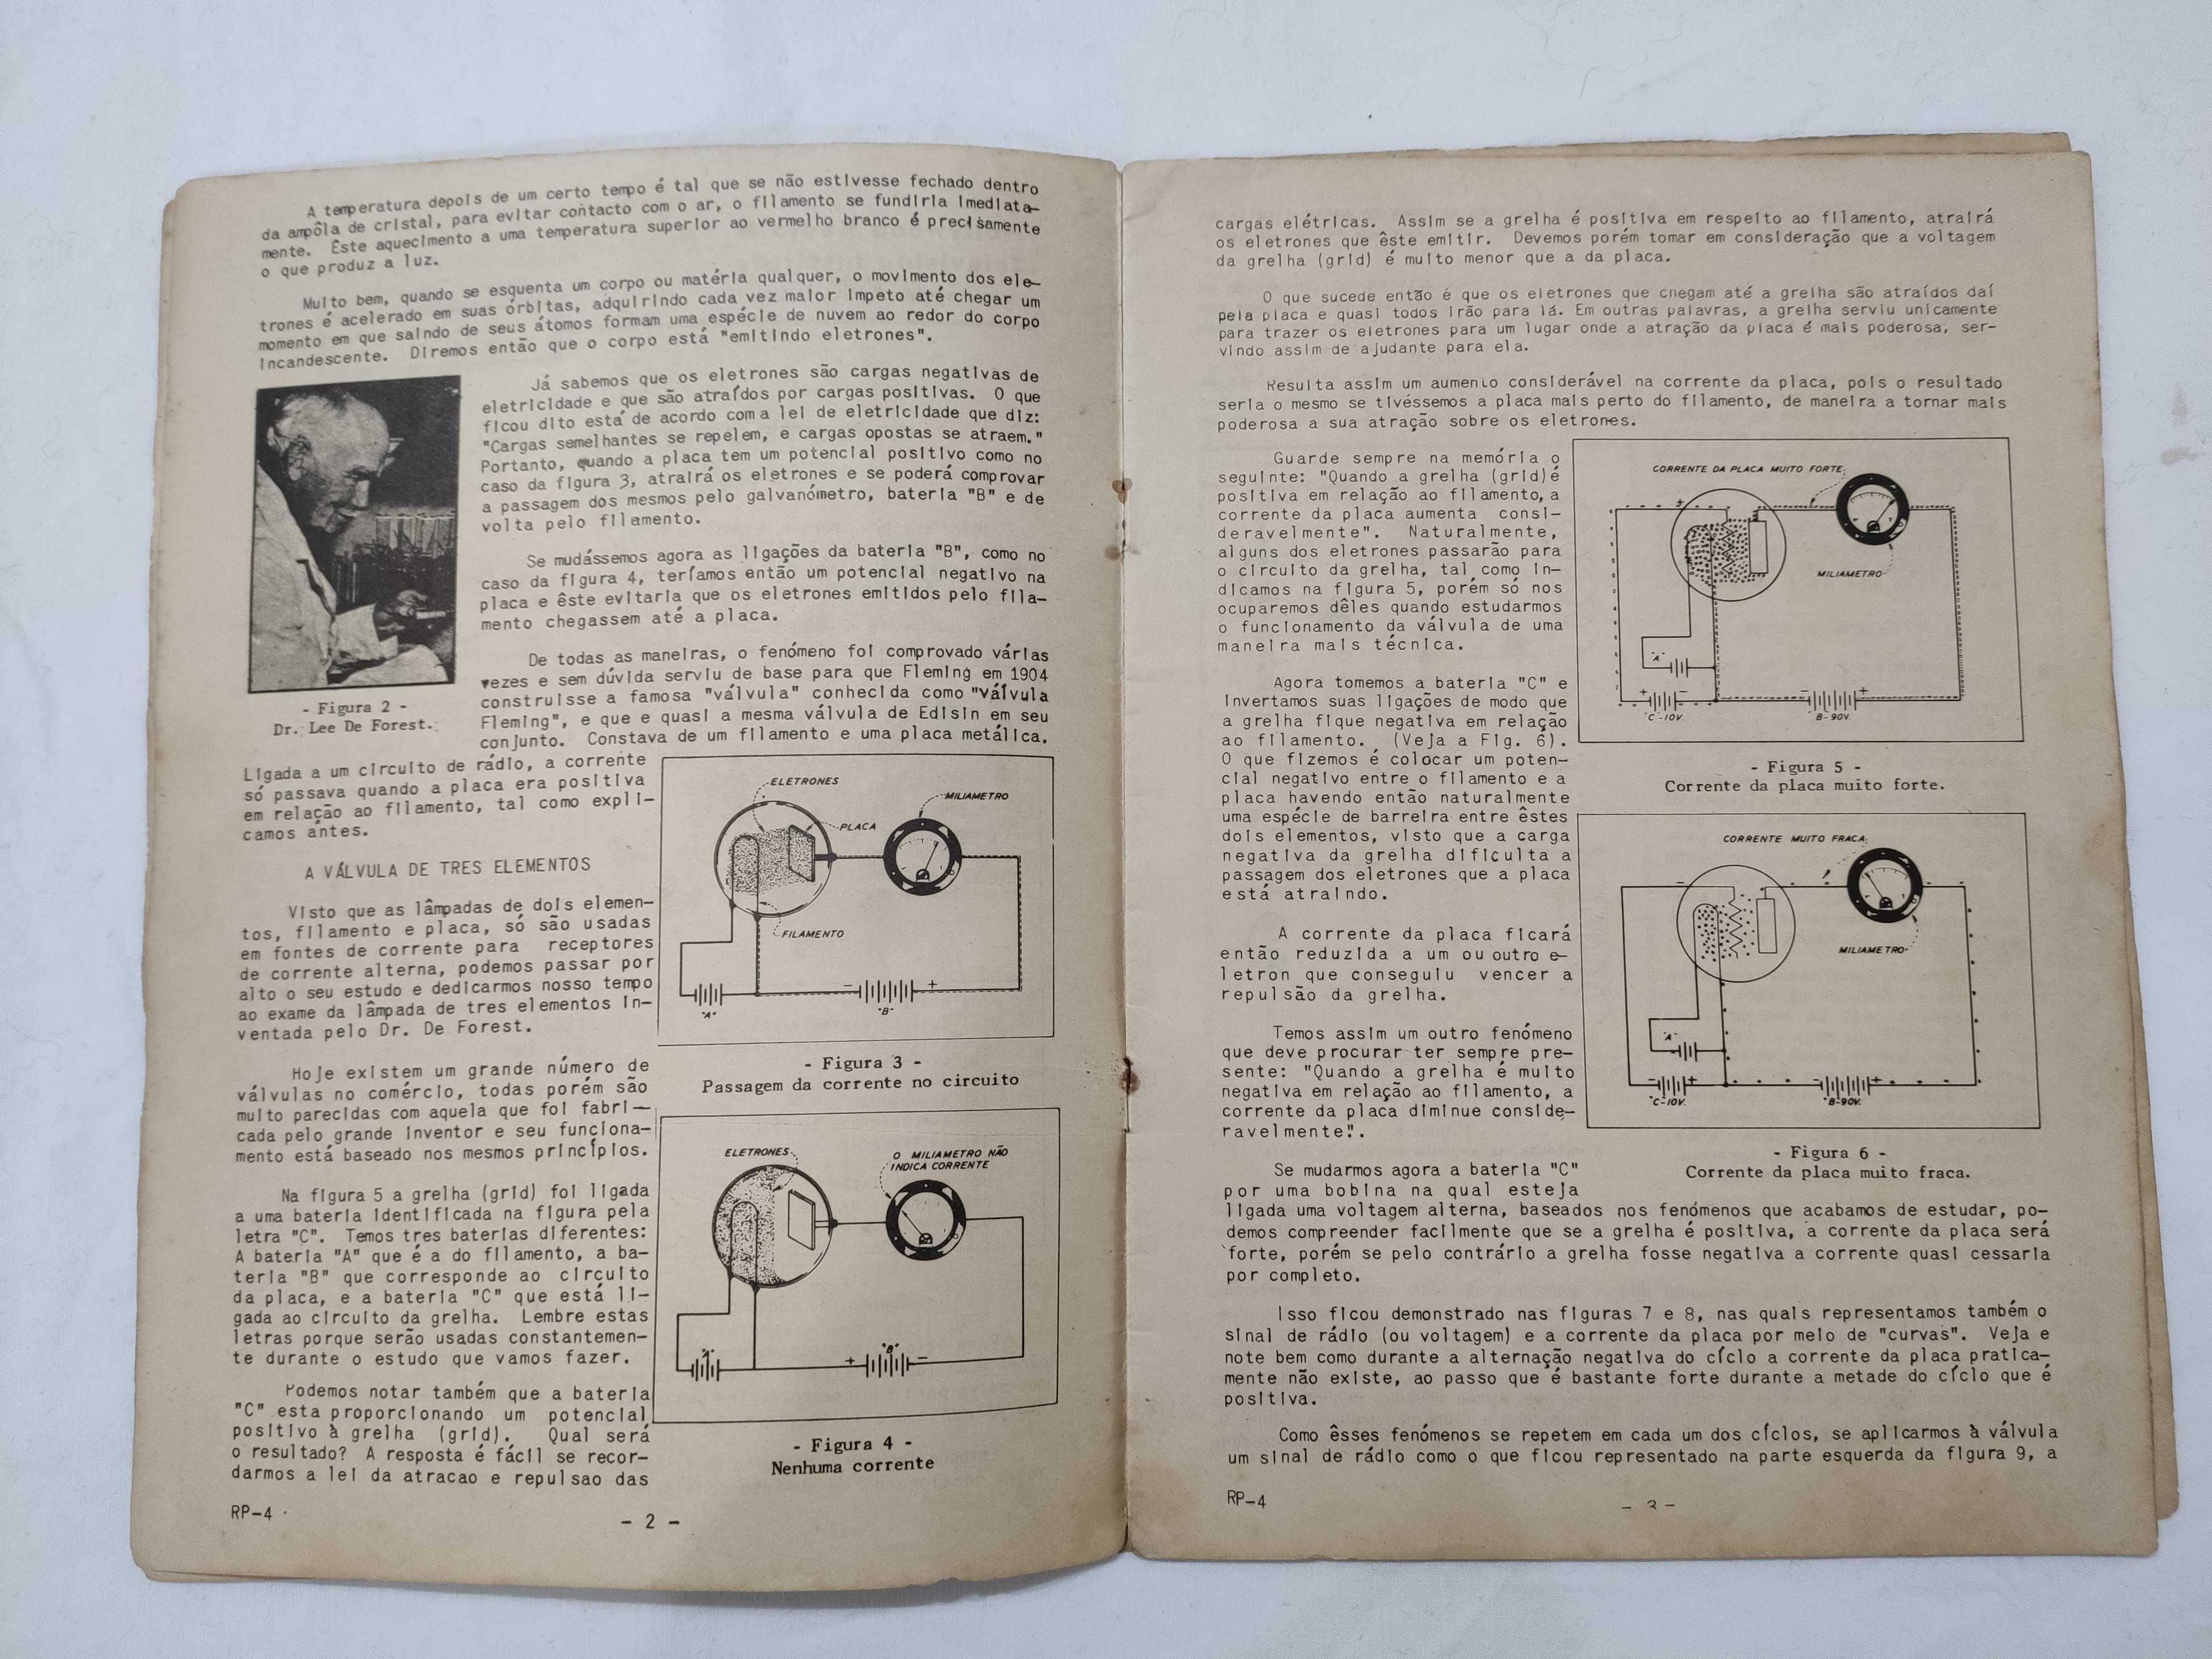 A temperatura depois de um certo tempo é tal que se não estivesse fechado dentro
da ampôla de cristal, para evitar contacto com o ar, o filamento se fundiria imediata-
mente. Êste aquecimento a uma temperatura superior ao vermelho branco é precisamente
o que produz a luz.
Muito bem, quando se esquenta um corpo ou matéria qualquer, o movimento dos ele-
trones é acelerado em suas órbitas, adquirindo cada vez maior impeto até chegar um
momento em que saindo de seus átomos formam uma espécie de nuvem ao redor do corpo
incandescente. Diremos então que o corpo está "emitindo eletrones".
Já sabemos que os eletrones são cargas negativas de
eletricidade e que são atraídos por cargas positivas. O que
ficou dito está de acordo com a lei de eletricidade que diz:
"Cargas semelhantes se repelem, e cargas opostas se atraem."
Portanto, quando a placa tem um potencial positivo como no
caso da figura 3, atrairá os eletrones e se poderá comprovar
a passagem dos mesmos pelo galvanómetro, bateria "B" e de
volta pelo filamento.
Se mudássemos agora as ligações da bateria "B", como no
caso da figura 4, teríamos então um potencial negativo na
placa e êste evitaria que os eletrones emitidos pelo fila-
mento chegassem até a placa.
De todas as maneiras, o fenómeno foi comprovado várias
vezes e sem dúvida serviu de base para que Fleming em 1904
construisse a famosa "válvula" conhecida como "Válvula
Fleming", e que e quasi a mesma válvula de Edisin em seu
conjunto. Constava de um filamento e uma placa metálica.
- Figura 2 -
Dr. Lee De Forest.
Ligada a um circuito de rádio, a corrente
só passava quando a placa era positiva
em relação ao filamento, tal como expli-
camos antes.
A VÁLVULA DE TRES ELEMENTOS
Visto que as lâmpadas de dois elemen-
tos, filamento e placa, só são usadas
em fontes de corrente para receptores
de corrente alterna, podemos passar por
alto o seu estudo e dedicarmos nosso tempo
ao exame da lâmpada de tres elementos in-
ventada pelo Dr. De Forest.
Hoje existem um grande número de
válvulas no comércio, todas porém são
muito parecidas com aquela que foi fabri-
cada pelo grande inventor e seu funciona-
mento está baseado nos mesmos princípios.
Na figura 5 a grelha (grid) foi ligada
a uma bateria identificada na figura pela
letra "C". Temos tres baterias diferentes:
A bateria "A" que é a do filamento, a ba-
teria "B" que corresponde ao circuito
da placa, e a bateria "C" que está li-
gada ao circuito da grelha. Lembre estas
letras porque serão usadas constantemen-
te durante o estudo que vamos fazer.
Podemos notar também que a bateria
"C" esta proporcionando um potencial
positivo à grelha (grid). Qual será
o resultado? A resposta é fácil se recor-
darmos a lei da atracao e repulsao das
ELETRONES
MILIAMETRO
PLACA
FILAMENTO
"A"
-
+
"B"
- Figura 3 -
Passagem da corrente no circuito
ELETRONES
O MILIAMETRO NÃO
INDICA CORRENTE
"A"
+
"B"
-
- Figura 4 -
Nenhuma corrente
RP-4
- 2 -
cargas elétricas. Assim se a grelha é positiva em respeito ao filamento, atrairá
os eletrones que êste emitir. Devemos porém tomar em consideração que a voltagem
da grelha (grid) é muito menor que a da placa.
O que sucede então é que os eletrones que chegam até a grelha são atraídos daí
pela placa e quasi todos irão para lá. Em outras palavras, a grelha serviu unicamente
para trazer os eletrones para um lugar onde a atração da placa é mais poderosa, ser-
vindo assim de ajudante para ela.
Resulta assim um aumento considerável na corrente da placa, pois o resultado
seria o mesmo se tivéssemos a placa mais perto do filamento, de maneira a tornar mais
poderosa a sua atração sobre os eletrones.
Guarde sempre na memória o
seguinte: "Quando a grelha (grid)é
positiva em relação ao filamento, a
corrente da placa aumenta consi-
deravelmente". Naturalmente,
alguns dos eletrones passarão para
o circuito da grelha, tal como in-
dicamos na figura 5, porém só nos
ocuparemos dêles quando estudarmos
o funcionamento da válvula de uma
maneira mais técnica.
Agora tomemos a bateria "C" e
invertamos suas ligações de modo que
a grelha fique negativa em relação
ao filamento. (Veja a Fig. 6).
O que fizemos é colocar um poten-
cial negativo entre o filamento e a
placa havendo então naturalmente
uma espécie de barreira entre êstes
dois elementos, visto que a carga
negativa da grelha dificulta a
passagem dos eletrones que a placa
está atraindo.
A corrente da placa ficará
então reduzida a um ou outro e-
letron que conseguiu vencer a
repulsão da grelha.
Temos assim um outro fenómeno
que deve procurar ter sempre pre-
sente: "Quando a grelha é muito
negativa em relação ao filamento, a
corrente da placa diminue conside-
ravelmente".
Se mudarmos agora a bateria "C"
por uma bobina na qual esteja
ligada uma voltagem alterna, baseados nos fenómenos que acabamos de estudar, po-
demos compreender facilmente que se a grelha é positiva, a corrente da placa será
forte, porém se pelo contrário a grelha fosse negativa a corrente quasi cessaria
por completo.
Isso ficou demonstrado nas figuras 7 e 8, nas quais representamos também o
sinal de rádio (ou voltagem) e a corrente da placa por meio de "curvas". Veja e
note bem como durante a alternação negativa do cíclo a corrente da placa pratica-
mente não existe, ao passo que é bastante forte durante a metade do cíclo que é
positiva.
Como êsses fenómenos se repetem em cada um dos cíclos, se aplicarmos à válvula
um sinal de rádio como o que ficou representado na parte esquerda da figura 9, a
CORRENTE DA PLACA MUITO FORTE
+
MILIAMETRO
"A"
+ -
"C"-10V.
- +
B-90V.
- Figura 5 -
Corrente da placa muito forte.
CORRENTE MUITO FRACA
-
MILIAMETRO
"A"
- +
"C-10V.
- +
"B-90V.
- Figura 6 -
Corrente da placa muito fraca.
RP-4
- 3 -